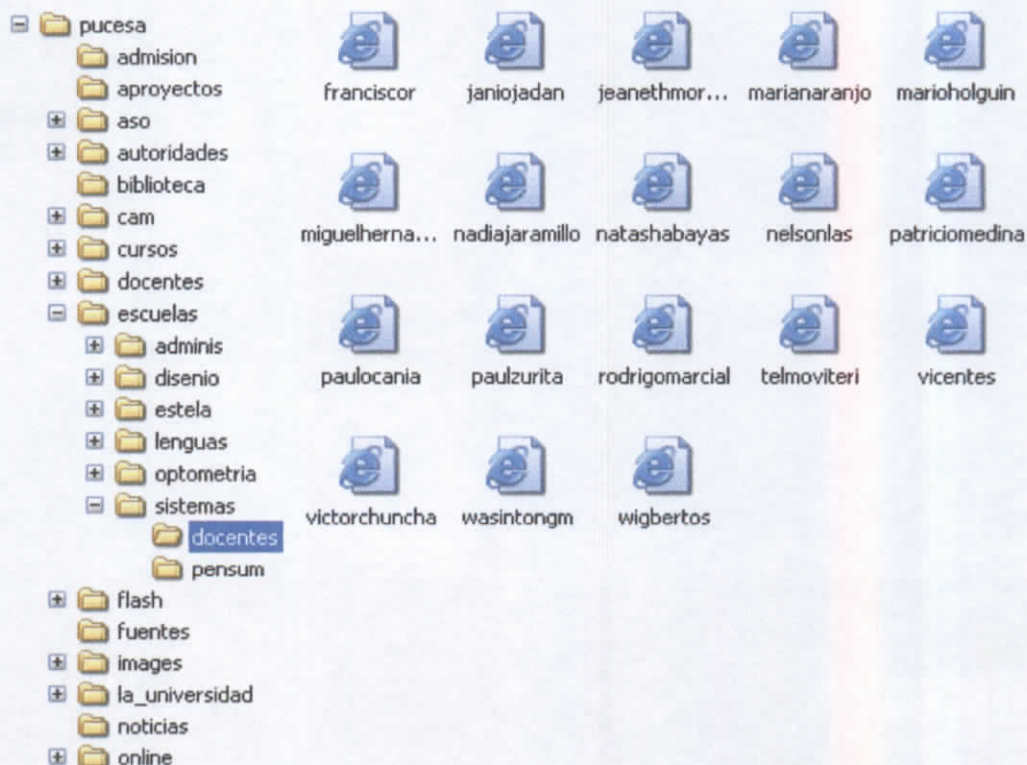 pucesa
admision
aproyectos
aso
autoridades
biblioteca
cam
cursos
docentes
escuelas
adminis
disenio
estela
lenguas
optometria
sistemas
docentes
pensum
flash
fuentes
images
la_universidad
noticias
online
franciscor janiojadan jeanethmor... marianaranjo marioholguin
miguelherna... nadiajaramillo natashabayas nelsonlas patriciomedina
paulocania paulzurita rodrigomarcial telmoviteri vicentes
victorchuncha wasintongm wigbertos